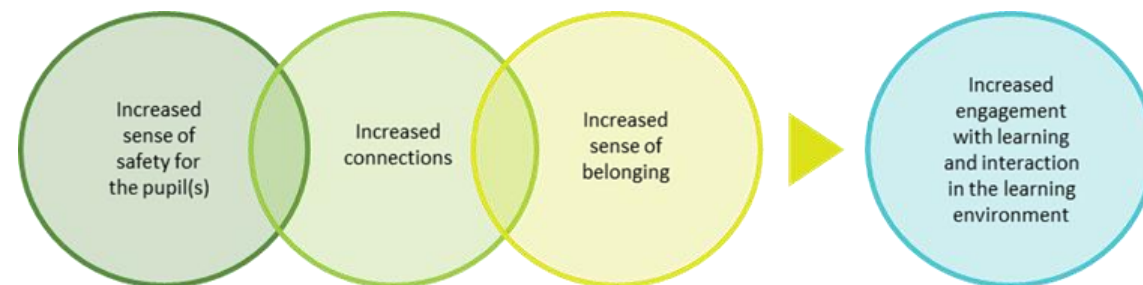 Increased
sense of
safety for
the pupil(s)
Increased
connections
Increased
sense of
belonging
Increased
engagement
with learning
and interaction
in the learning
environment